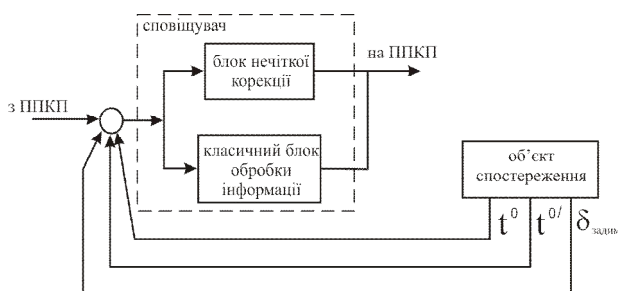 сповіщувач
блок нечіткої
корекції
на ППКП
з ППКП
класичний блок
обробки
інформації
об’єкт
спостереження
t⁰ t⁰/ δзадим